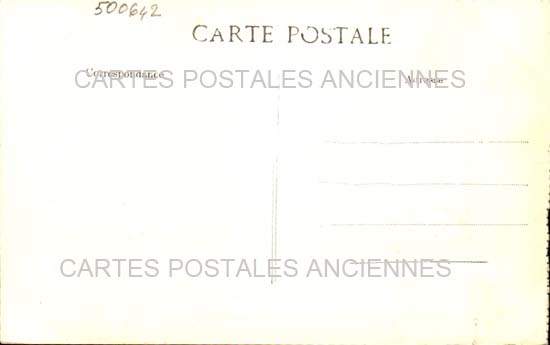 500642
CARTE POSTALE
Correspondance
Adresse
CARTES POSTALES ANCIENNES
CARTES POSTALES ANCIENNES